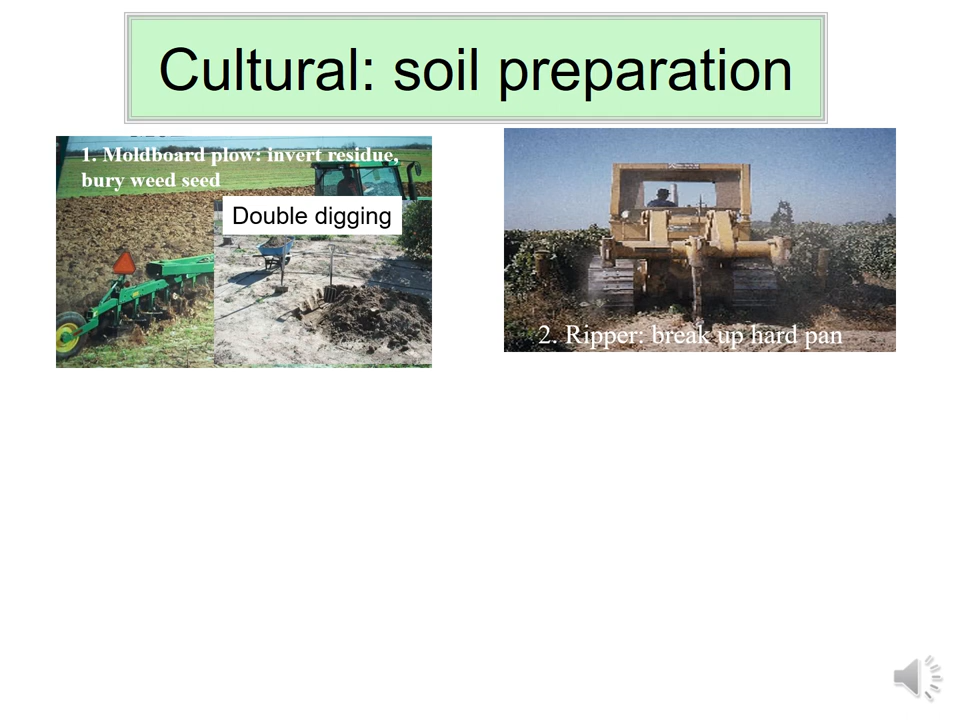 Cultural: soil preparation
1. Moldboard plow: invert residue,
bury weed seed
Double digging
2. Ripper: break up hard pan